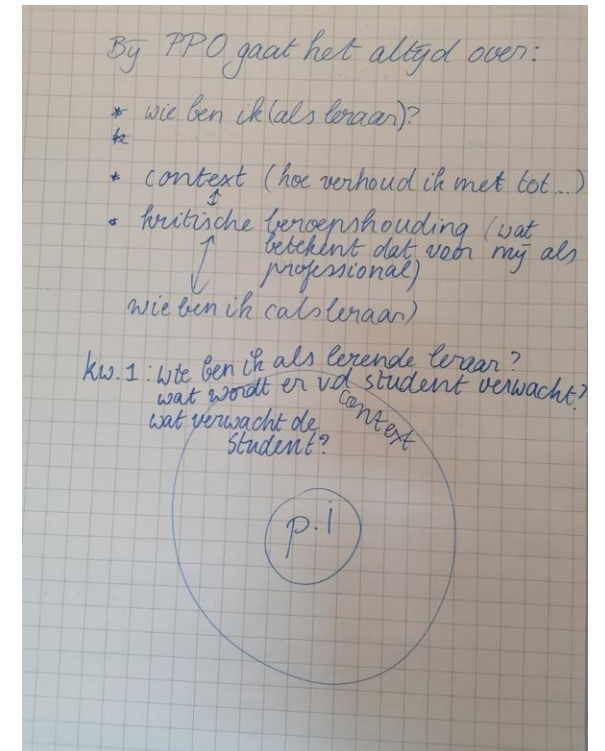 Bij PPO gaat het altijd over:
* wie ben ik (als leraar)?
*
* context (hoe verhoud ik met tot...)
• kritische beroepshouding (wat
betekent dat voor mij als
professional)
wie ben ik (als leraar)
kw. 1: wie ben ik als lerende leraar?
wat wordt er vd student verwacht?
wat verwacht de
student?
context
p.i